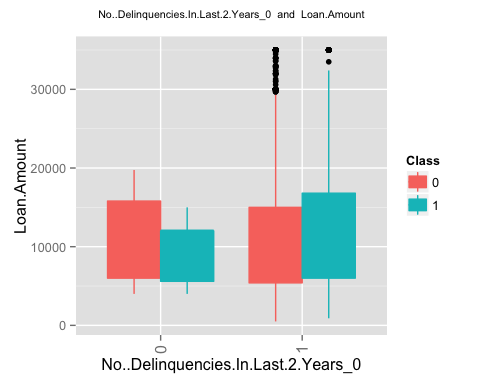 No..Delinquencies.In.Last.2.Years_0 and Loan.Amount
Loan.Amount
30000
20000
10000
0
0
1
No..Delinquencies.In.Last.2.Years_0
Class
0
1